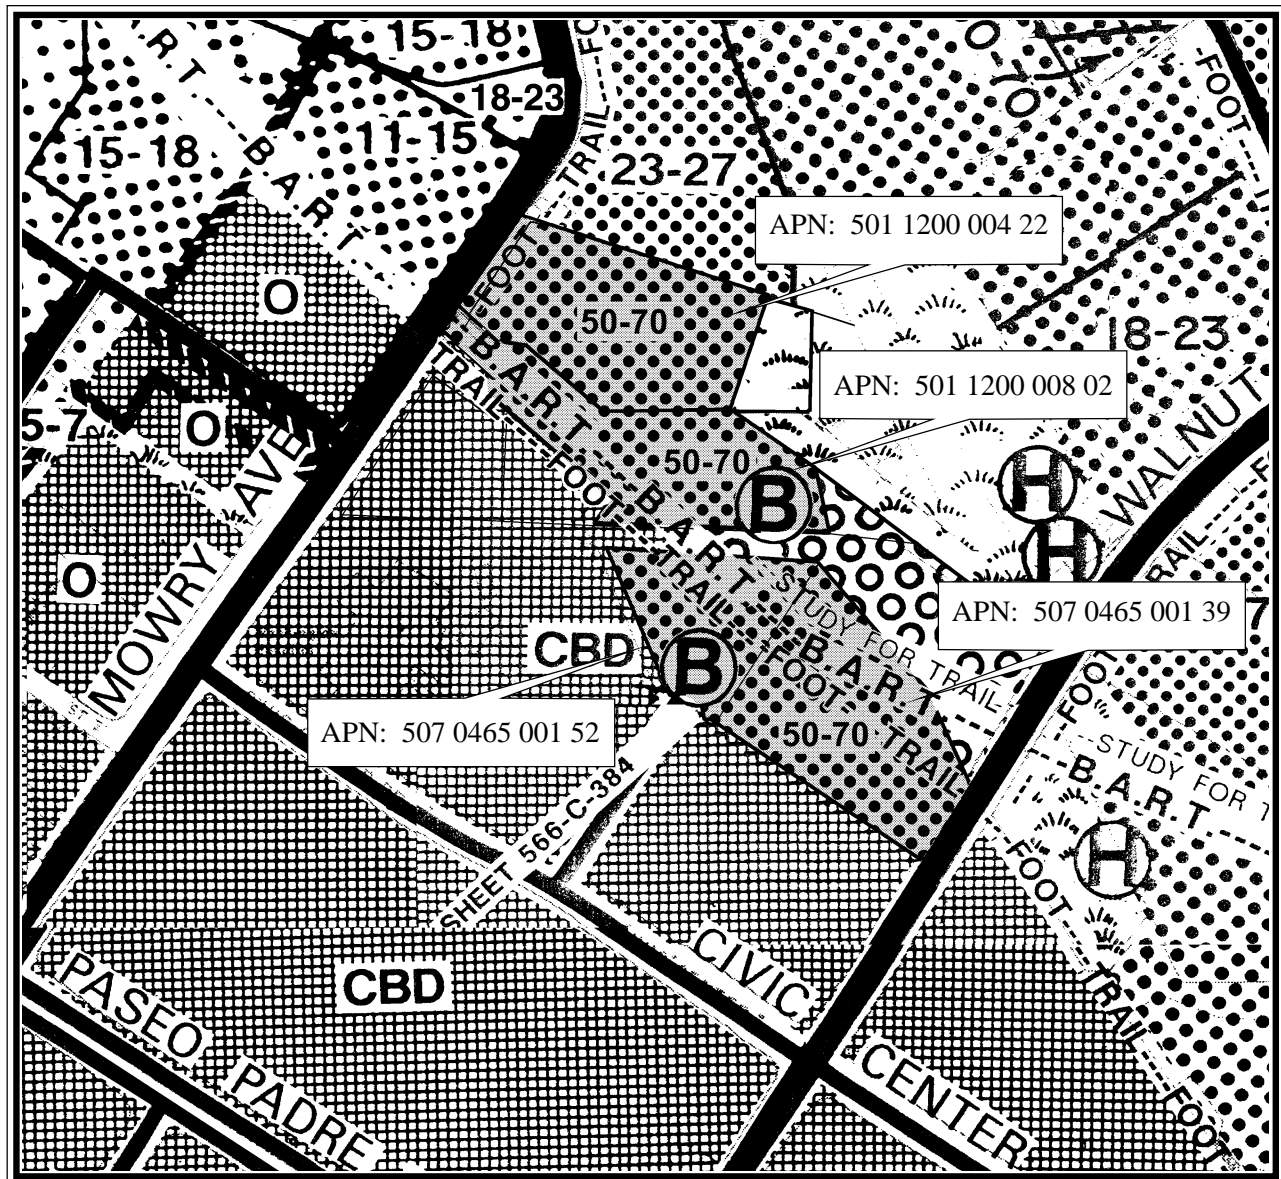 15-18
18-23
15-18
11-15
B.A.R.T
.R.T
TRAIL
FO
FOOT
23-27
APN: 501 1200 004 22
O
FOOT
50-70
18-23
B.A.R.T
TRAIL
APN: 501 1200 008 02
5-7
O
AVE
50-70
FOOT
B
B.A.R.T
H
H
WALNUT
TRAIL
TRAIL
O
MOWRY
STUDY FOR TRAIL
APN: 507 0465 001 39
7
CBD
B
FOOT
B.A.R.T
FOOT
APN: 507 0465 001 52
50-70
TRAIL
STUDY FOR T
B.A.R.T
SHEET 566-C-384
H
FOOT
TRAIL
FOOT
CBD
CIVIC
CENTER
PASEO PADRE